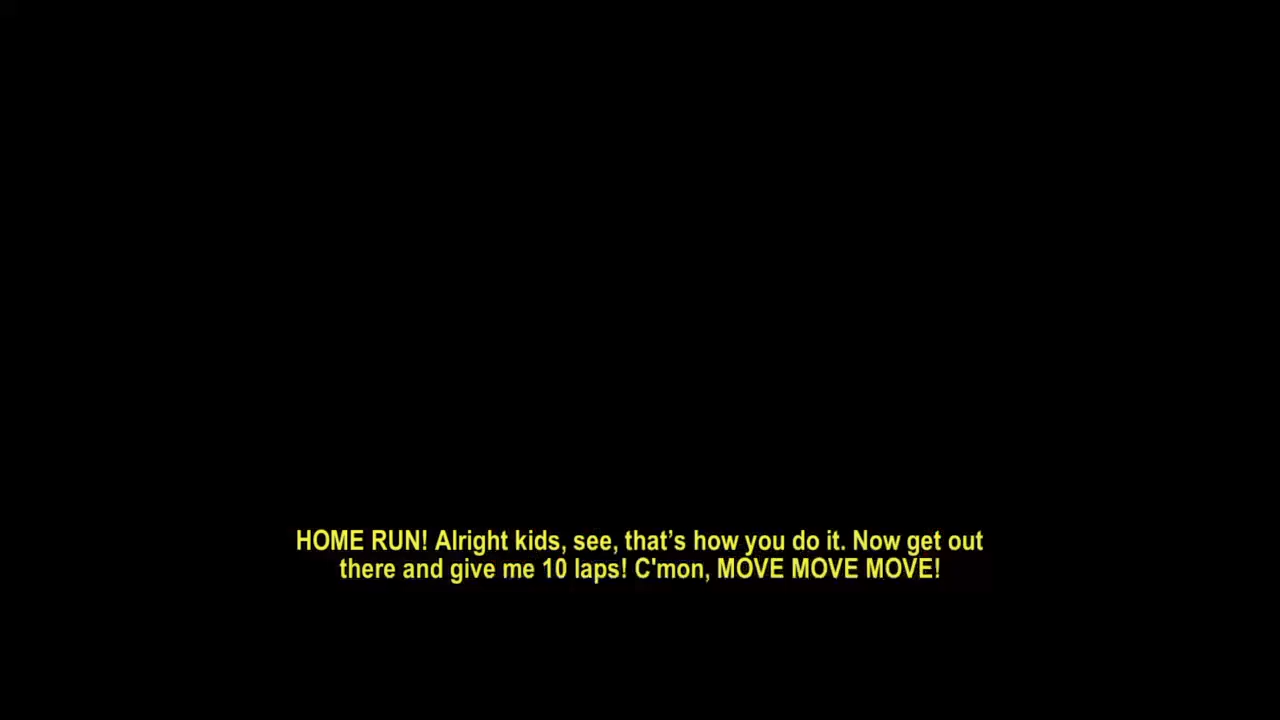 HOME RUN! Alright kids, see, that’s how you do it. Now get out
there and give me 10 laps! C'mon, MOVE MOVE MOVE!